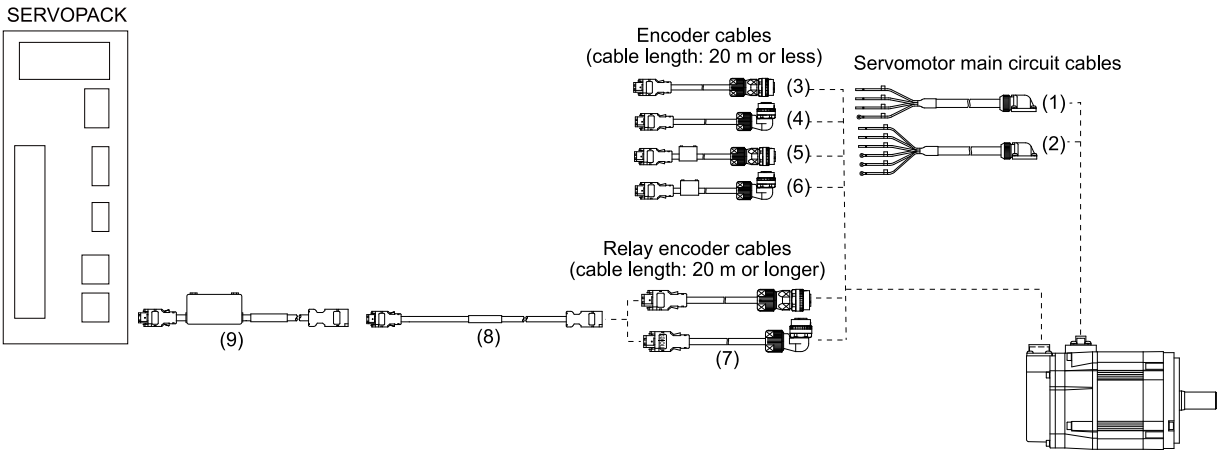 SERVOPACK
Encoder cables
(cable length: 20 m or less)
(3)
(4)
(5)
(6)
Servomotor main circuit cables
(1)
(2)
Relay encoder cables
(cable length: 20 m or longer)
(9)
(8)
(7)